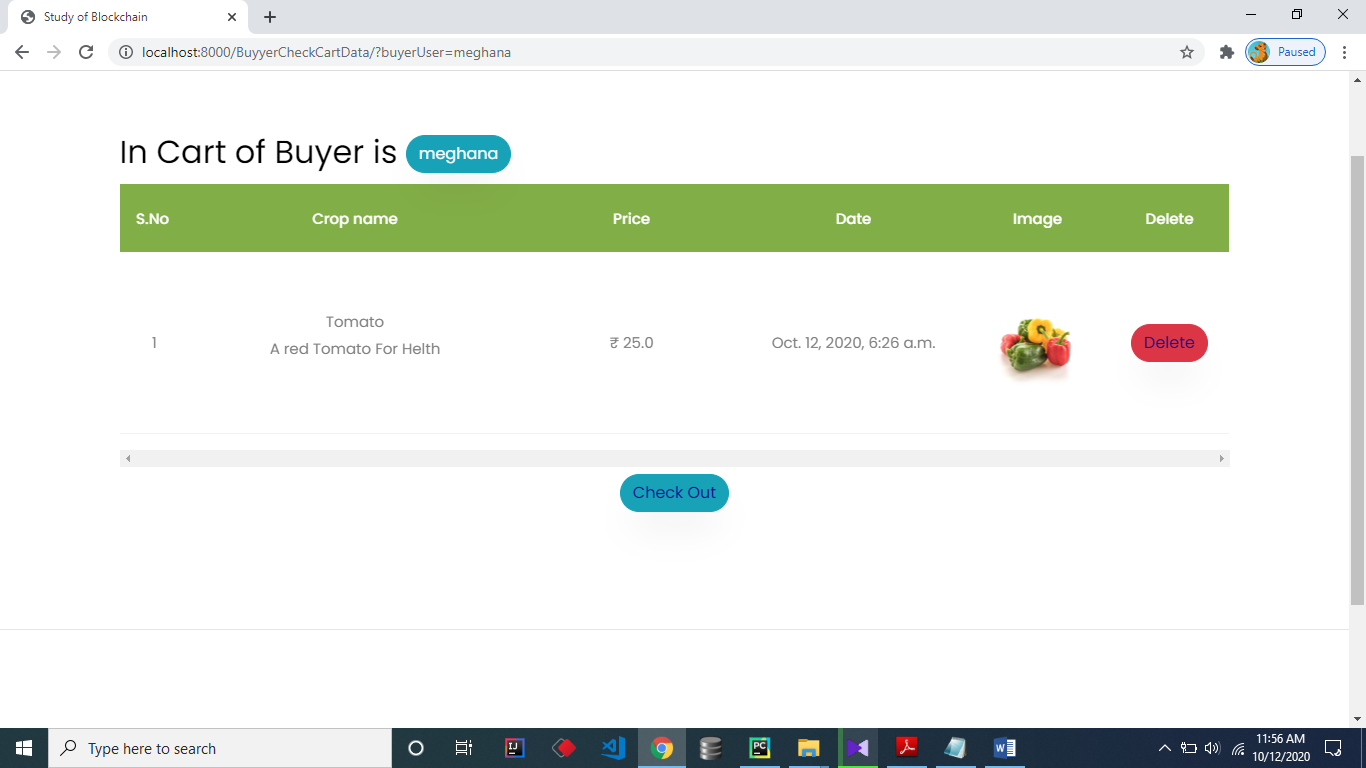 Study of Blockchain
localhost:8000/BuyyerCheckCartData/?buyerUser=meghana
Paused
In Cart of Buyer is meghana
S.No Crop name Price Date Image Delete
Tomato
1 ₹ 25.0 Oct. 12, 2020, 6:26 a.m. Delete
A red Tomato For Helth
Check Out
Type here to search
11:56 AM
10/12/2020